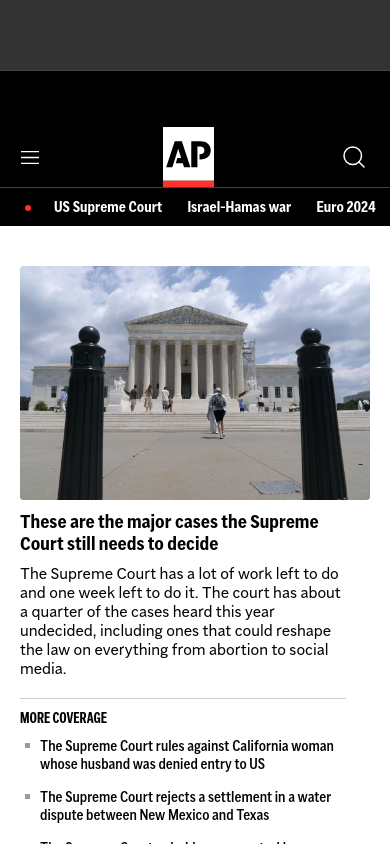 AP
US Supreme Court Israel-Hamas war Euro 2024
These are the major cases the Supreme
Court still needs to decide
The Supreme Court has a lot of work left to do
and one week left to do it. The court has about
a quarter of the cases heard this year
undecided, including ones that could reshape
the law on everything from abortion to social
media.
MORE COVERAGE
The Supreme Court rules against California woman
whose husband was denied entry to US
The Supreme Court rejects a settlement in a water
dispute between New Mexico and Texas